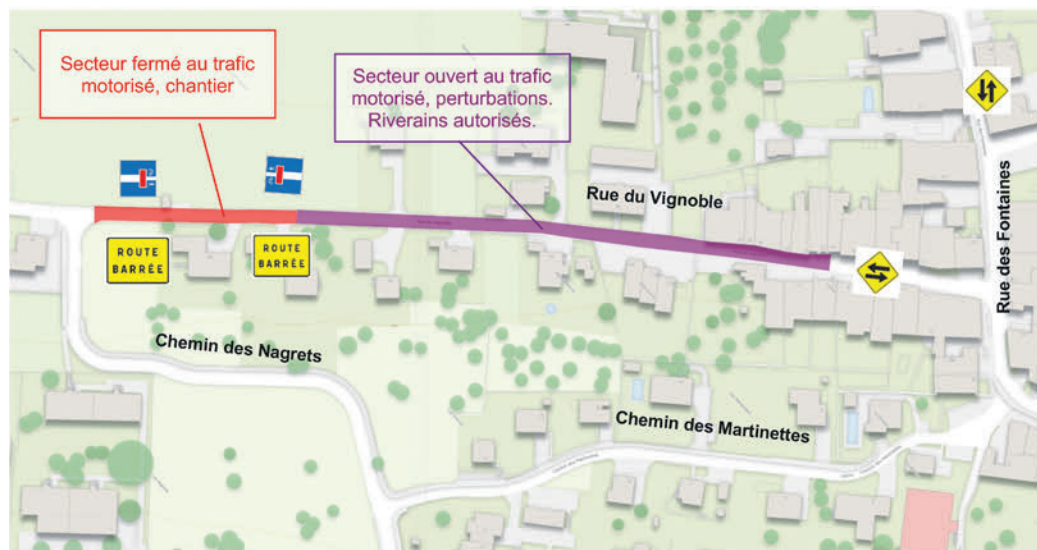 Secteur fermé au trafic
motorisé, chantier
Secteur ouvert au trafic
motorisé, perturbations.
Riverains autorisés.
Rue du Vignoble
Rue des Fontaines
ROUTE
BARRÉE
ROUTE
BARRÉE
Chemin des Nagrets
Chemin des Martinettes